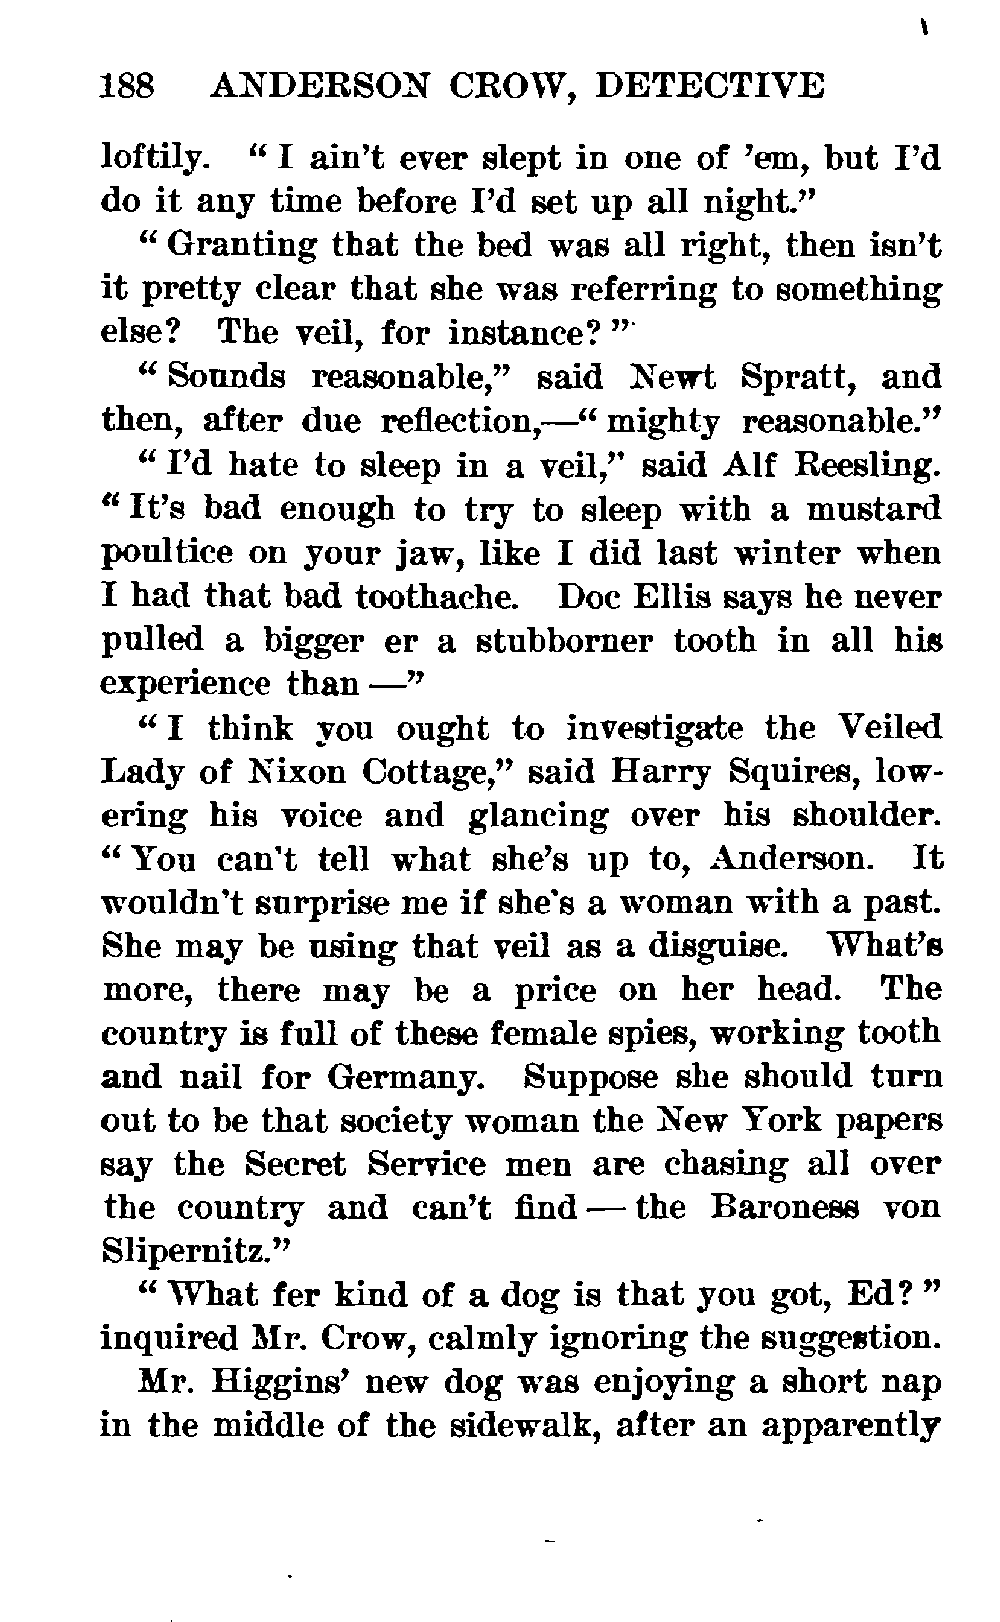 188 ANDERSON CROW, DETECTIVE
loftily. “ I ain’t ever slept in one of ’em, but I’d
do it any time before I’d set up all night.”
“ Granting that the bed was all right, then isn’t
it pretty clear that she was referring to something
else? The veil, for instance? ”
“ Sounds reasonable,” said Newt Spratt, and
then, after due reflection,—“ mighty reasonable.”
“ I’d hate to sleep in a veil,” said Alf Reesling.
“ It’s bad enough to try to sleep with a mustard
poultice on your jaw, like I did last winter when
I had that bad toothache. Doc Ellis says he never
pulled a bigger er a stubborner tooth in all his
experience than —”
“ I think you ought to investigate the Veiled
Lady of Nixon Cottage,” said Harry Squires, low-
ering his voice and glancing over his shoulder.
“ You can’t tell what she’s up to, Anderson. It
wouldn’t surprise me if she’s a woman with a past.
She may be using that veil as a disguise. What’s
more, there may be a price on her head. The
country is full of these female spies, working tooth
and nail for Germany. Suppose she should turn
out to be that society woman the New York papers
say the Secret Service men are chasing all over
the country and can’t find — the Baroness von
Slipernitz.”
“ What fer kind of a dog is that you got, Ed? ”
inquired Mr. Crow, calmly ignoring the suggestion.
Mr. Higgins’ new dog was enjoying a short nap
in the middle of the sidewalk, after an apparently